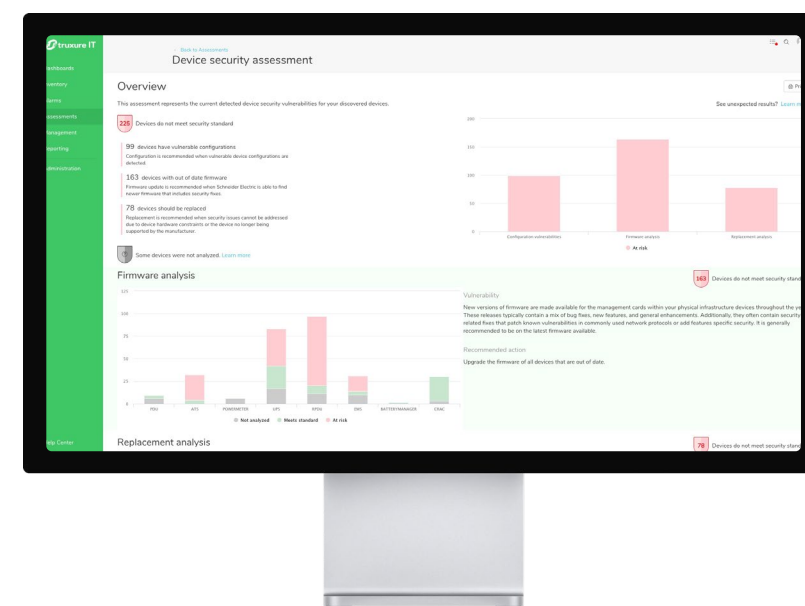 truxure IT
Back to Assessments
Device security assessment
ashboards
nventory
larms
ssessments
anagement
eporting
dministration
elp Center
Overview
Pri
This assessment represents the current detected device security vulnerabilities for your discovered devices.
See unexpected results? Learn m
225 Devices do not meet security standard
99 devices have vulnerable configurations
Configuration is recommended when vulnerable device configurations are
detected.
163 devices with out of date firmware
Firmware update is recommended when Schneider Electric is able to find
newer firmware that includes security fixes.
78 devices should be replaced
Replacement is recommended when security issues cannot be addressed
due to device hardware constraints or the device no longer being
supported by the manufacturer.
Some devices were not analyzed. Learn more
200
150
100
50
0
Configuration vulnerabilities Firmware analysis Replacement analysis
At risk
Firmware analysis
163 Devices do not meet security stand
125
100
75
50
25
0
PDU ATS POWERMETER UPS RPDU EMS BATTERYMANAGER CRAC
Not analyzed Meets standard At risk
Vulnerability
New versions of firmware are made available for the management cards within your physical infrastructure devices throughout the ye
These releases typically contain a mix of bug fixes, new features, and general enhancements. Additionally, they often contain security
related fixes that patch known vulnerabilities in commonly used network protocols or add features specific security. It is generally
recommended to be on the latest firmware available.
Recommended action
Upgrade the firmware of all devices that are out of date.
Replacement analysis
78 Devices do not meet security stand